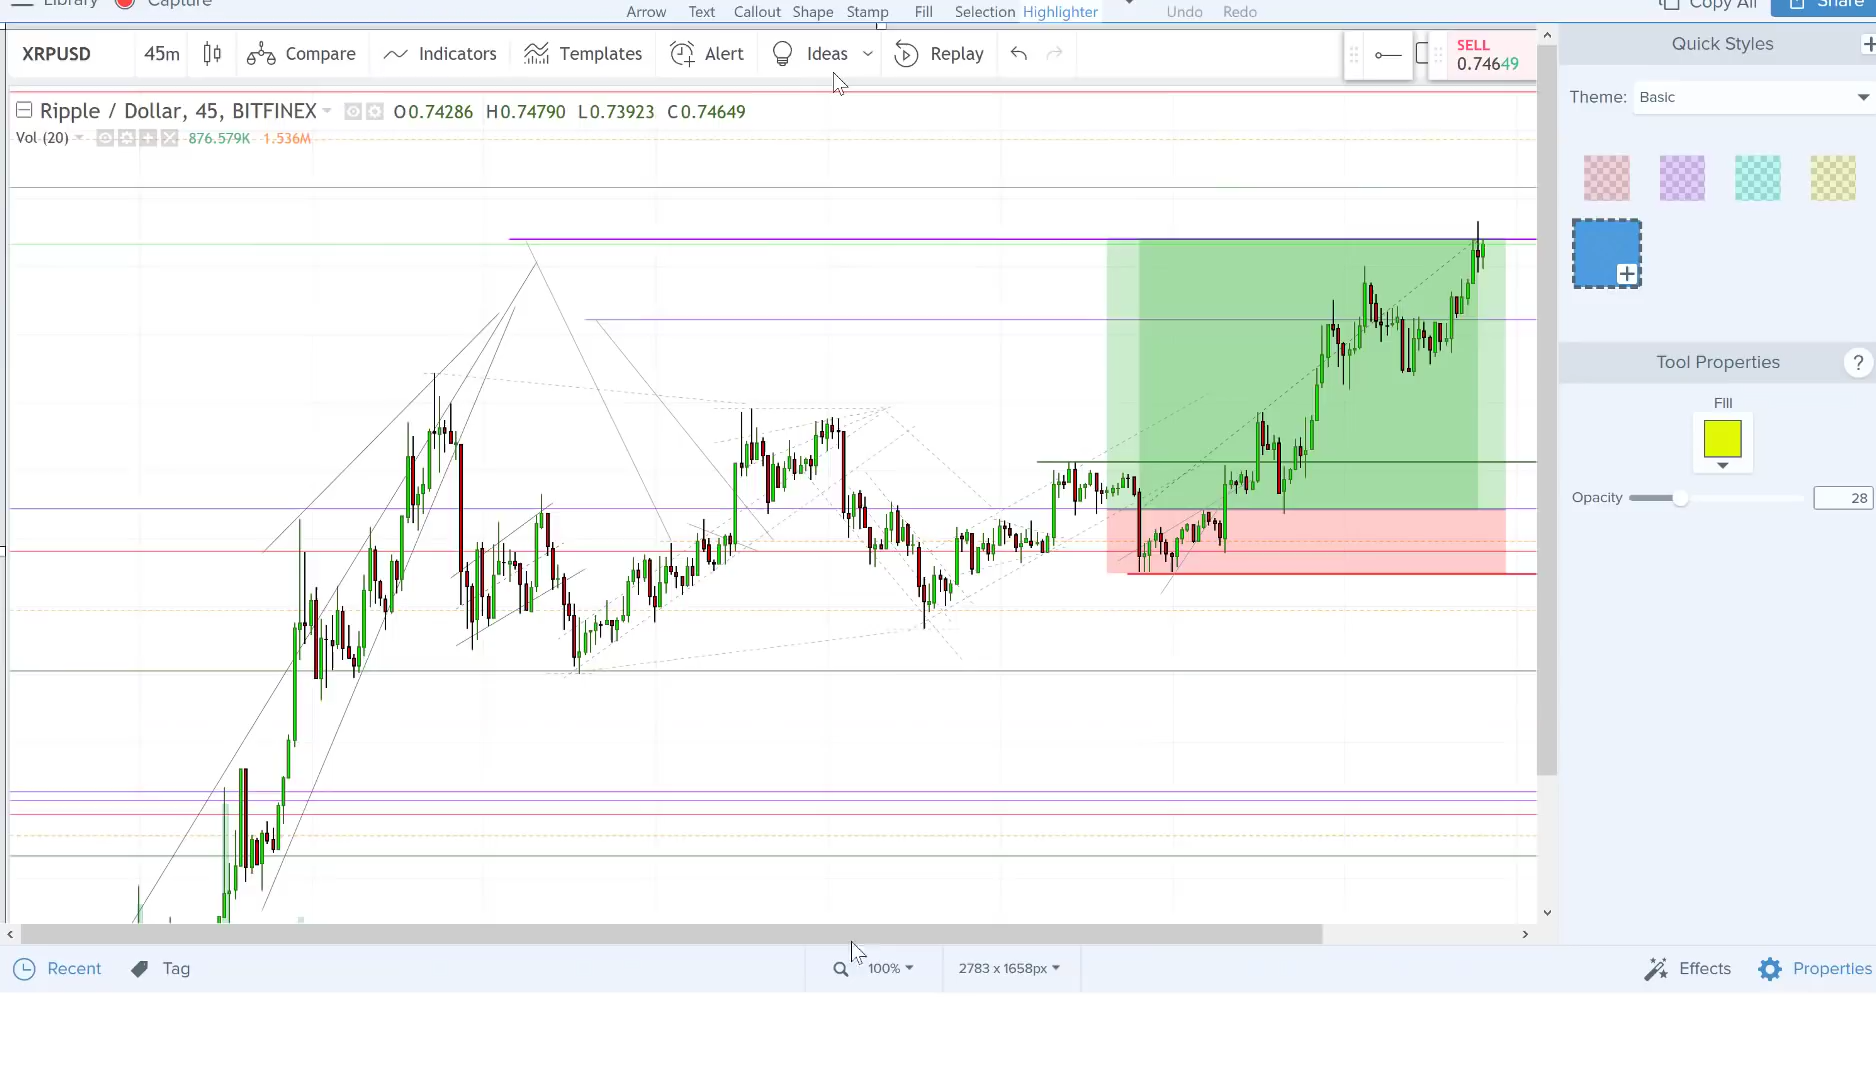 Library Capture
Arrow Text Callout Shape Stamp Fill Selection Highlighter Undo Redo
Copy All Share
XRPUSD 45m Compare Indicators Templates Alert Ideas Replay
SELL
0.74649
Quick Styles
Theme: Basic
Ripple / Dollar, 45, BITFINEX O0.74286 H0.74790 L0.73923 C0.74649
Vol (20) 876.579K 1.536M
Tool Properties ?
Fill
Opacity 28
Recent Tag 100% 2783 x 1658px Effects Properties